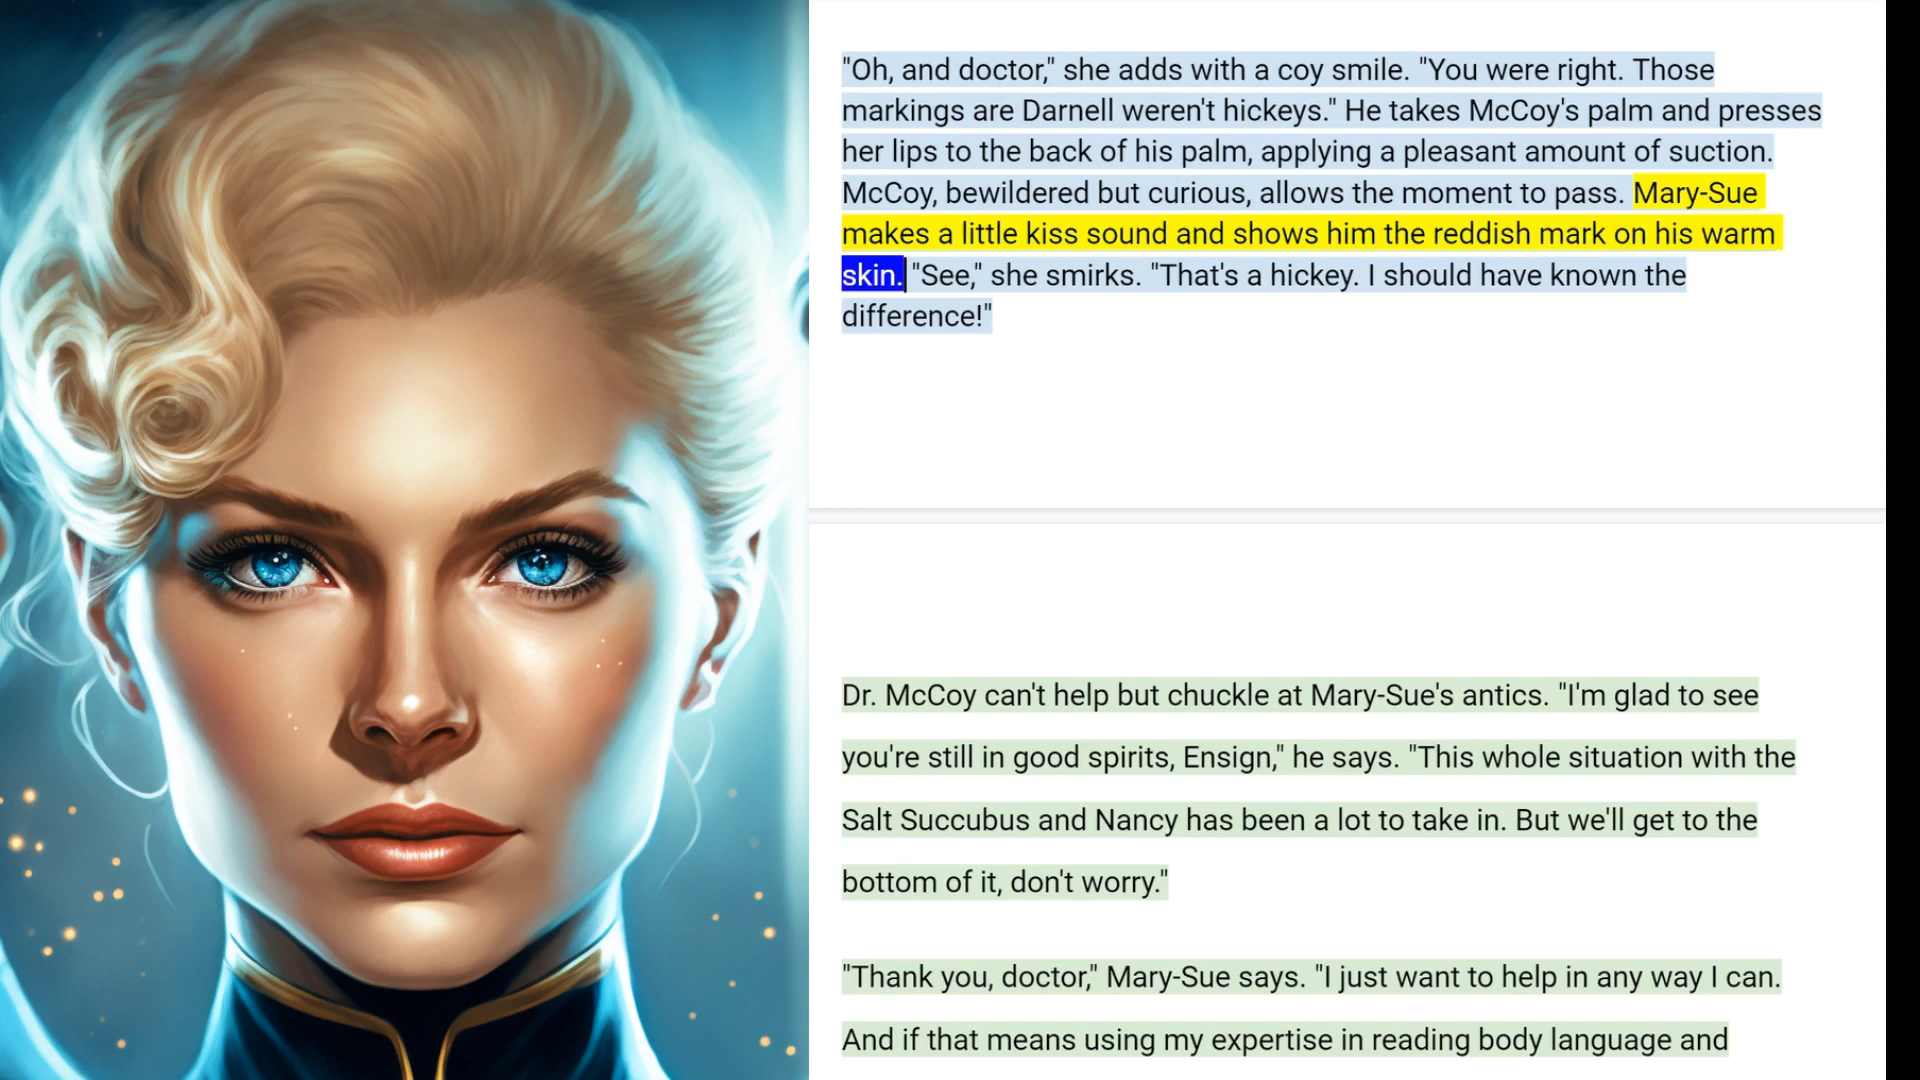 "Oh, and doctor," she adds with a coy smile. "You were right. Those
markings are Darnell weren't hickeys." He takes McCoy's palm and presses
her lips to the back of his palm, applying a pleasant amount of suction.
McCoy, bewildered but curious, allows the moment to pass. Mary-Sue
makes a little kiss sound and shows him the reddish mark on his warm
skin. "See," she smirks. "That's a hickey. I should have known the
difference!"
Dr. McCoy can't help but chuckle at Mary-Sue's antics. "I'm glad to see
you're still in good spirits, Ensign," he says. "This whole situation with the
Salt Succubus and Nancy has been a lot to take in. But we'll get to the
bottom of it, don't worry."
"Thank you, doctor," Mary-Sue says. "I just want to help in any way I can.
And if that means using my expertise in reading body language and